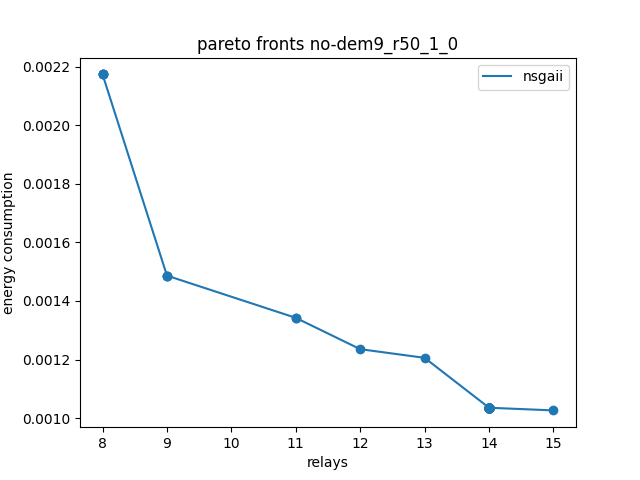 pareto fronts no-dem9_r50_1_0
nsgaii
0.0022
0.0020
0.0018
0.0016
0.0014
0.0012
0.0010
energy consumption
8 9 10 11 12 13 14 15
relays